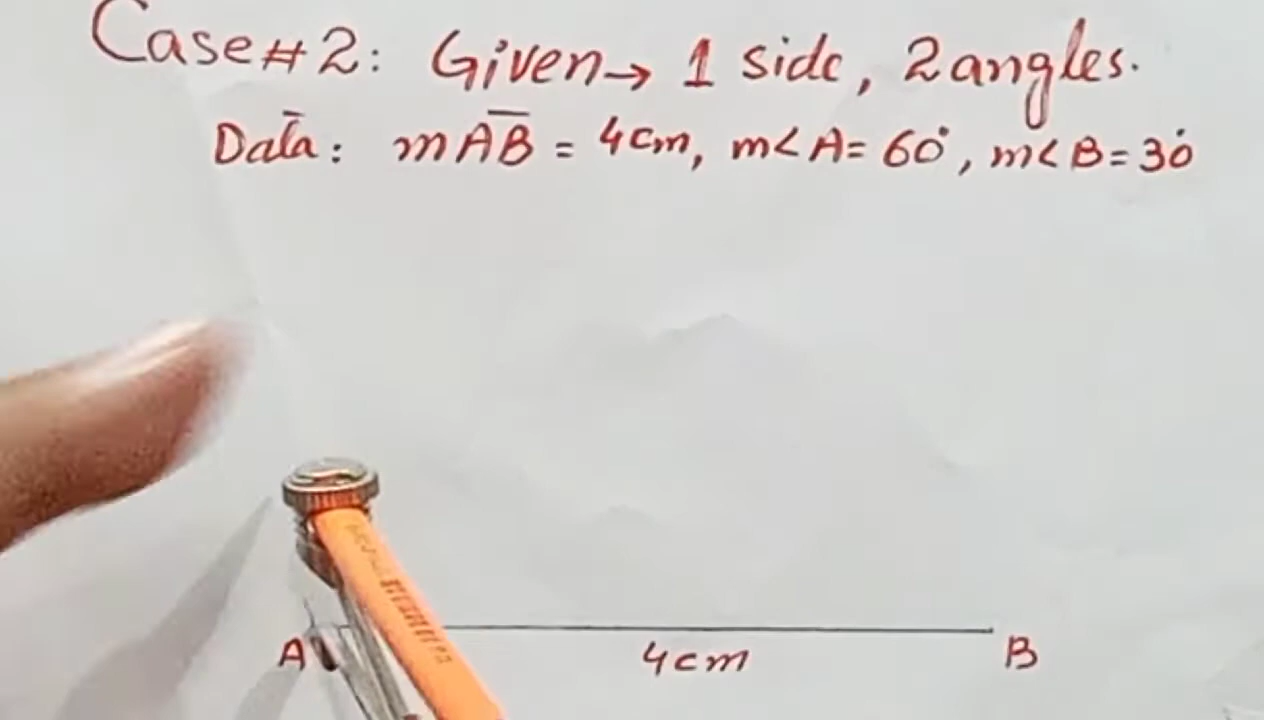 Case#2: Given→ 1 side, 2angles.
Data: mAB̅ = 4cm, m<A= 60°, m<B= 30°
A 4cm B